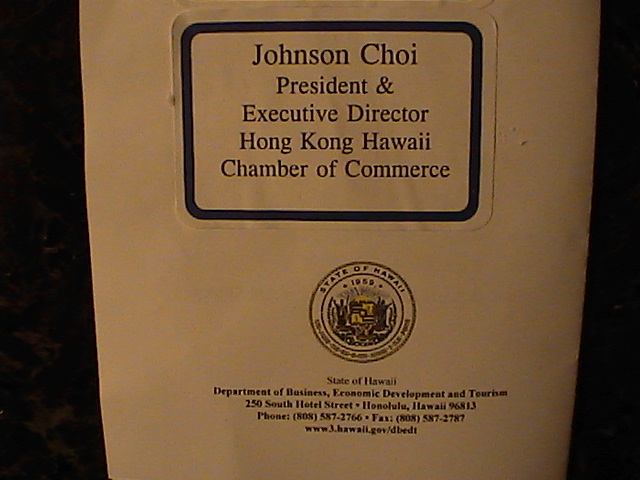 Johnson Choi
President &
Executive Director
Hong Kong Hawaii
Chamber of Commerce
STATE OF HAWAII
1959
State of Hawaii
Department of Business, Economic Development and Tourism
250 South Hotel Street • Honolulu, Hawaii 96813
Phone: (808) 587-2766 • Fax: (808) 587-2787
www3.hawaii.gov/dbedt